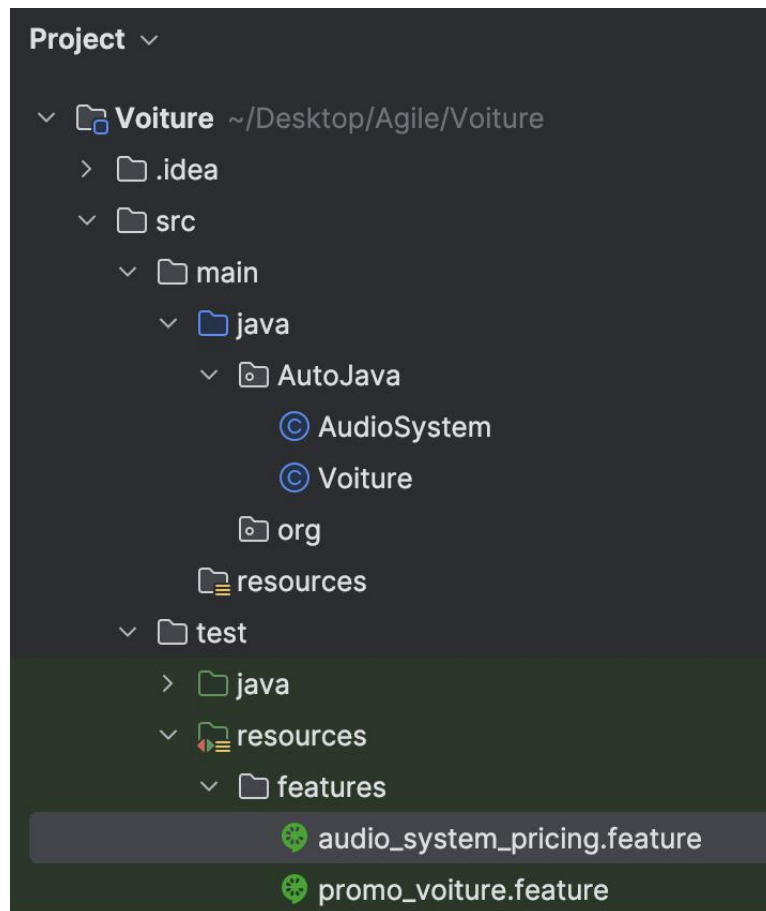 Project
Voiture ~/Desktop/Agile/Voiture
.idea
src
main
java
AutoJava
C AudioSystem
C Voiture
org
resources
test
java
resources
features
audio_system_pricing.feature
promo_voiture.feature